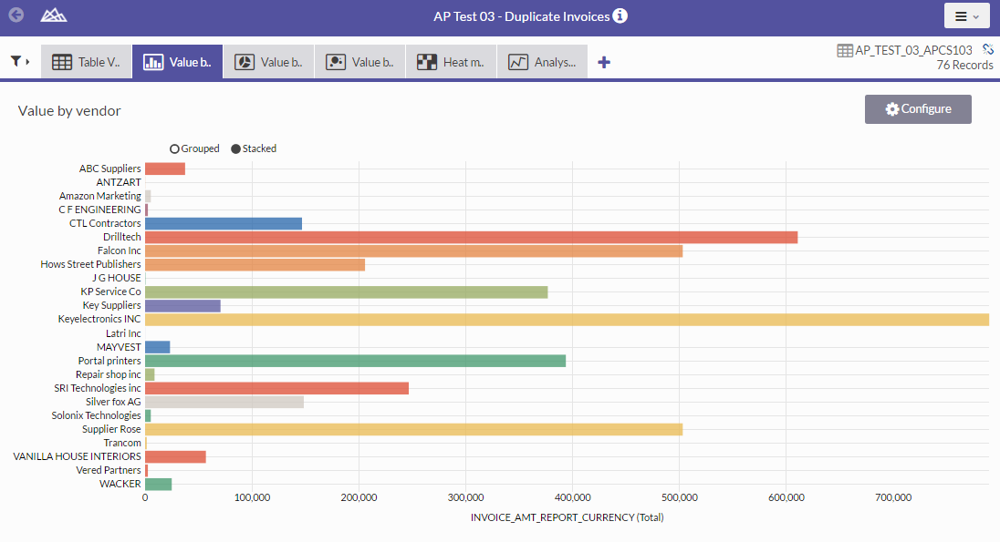 AP Test 03 - Duplicate Invoices
Table V..
Value b..
Value b..
Value b..
Heat m..
Analys...
AP_TEST_03_APCS103
76 Records
Value by vendor
Configure
Grouped
Stacked
ABC Suppliers
ANTZART
Amazon Marketing
C F ENGINEERING
CTL Contractors
Drilltech
Falcon Inc
Hows Street Publishers
J G HOUSE
KP Service Co
Key Suppliers
Keyelectronics INC
Latri Inc
MAYVEST
Portal printers
Repair shop inc
SRI Technologies inc
Silver fox AG
Solonix Technologies
Supplier Rose
Trancom
VANILLA HOUSE INTERIORS
Vered Partners
WACKER
0 100,000 200,000 300,000 400,000 500,000 600,000 700,000
INVOICE_AMT_REPORT_CURRENCY (Total)